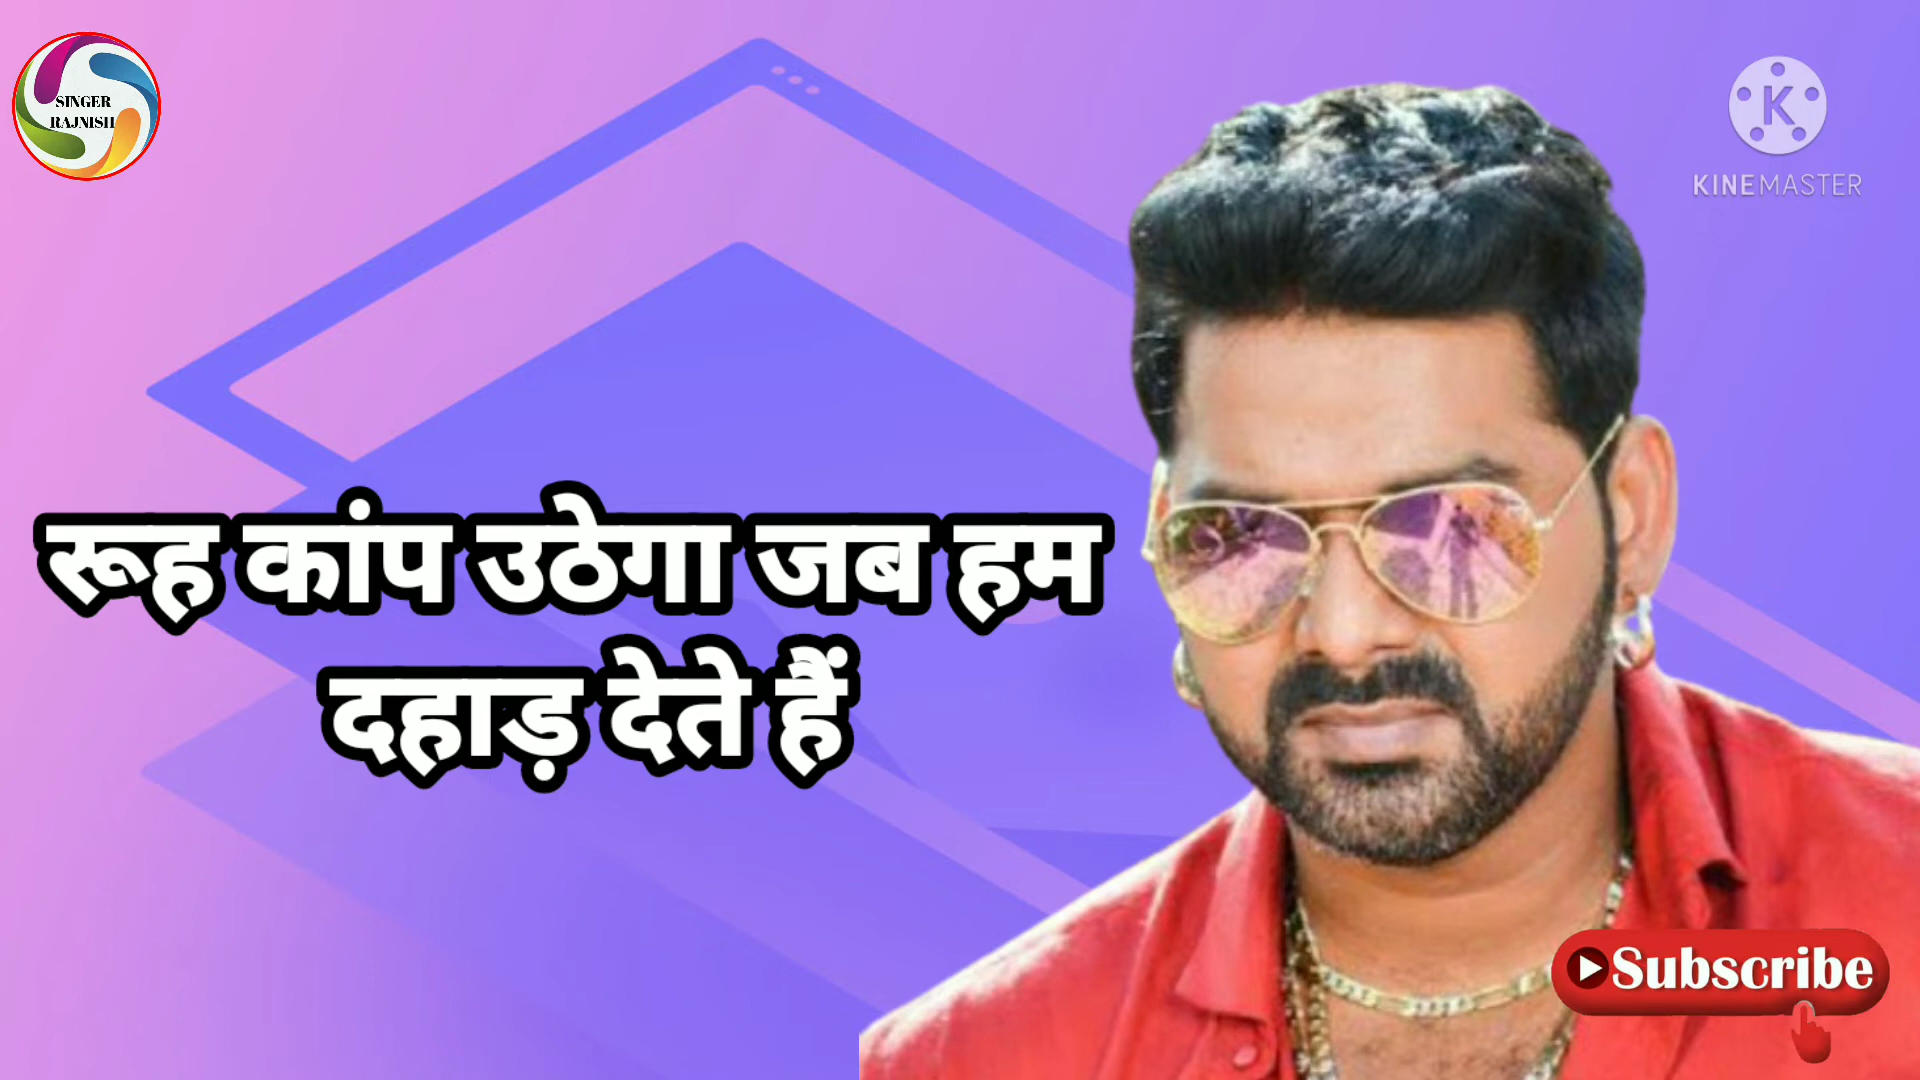 SINGER
RAJNISH
K
KINEMASTER
रूह कांप उठेगा जब हम
दहाड़ देते हैं
Subscribe